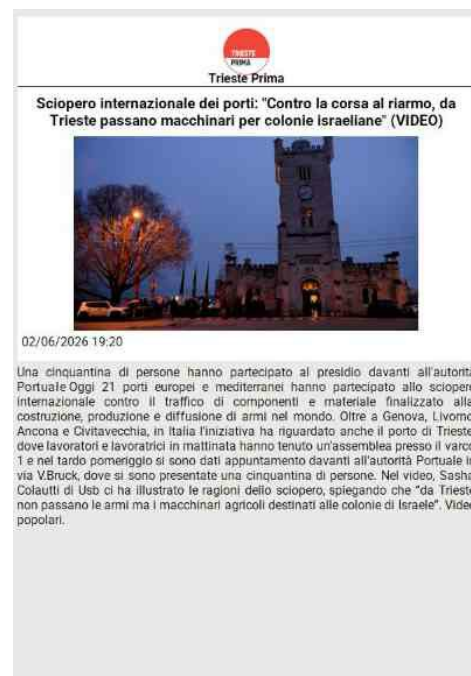 TRIESTE
PRIMA
Trieste Prima
Sciopero internazionale dei porti: "Contro la corsa al riarmo, da
Trieste passano macchinari per colonie israeliane" (VIDEO)
02/06/2026 19:20
Una cinquantina di persone hanno partecipato al presidio davanti all'autorità
Portuale Oggi 21 porti europei e mediterranei hanno partecipato allo sciopero
internazionale contro il traffico di componenti e materiale finalizzato alla
costruzione, produzione e diffusione di armi nel mondo. Oltre a Genova, Livorno
Ancona e Civitavecchia, in Italia l'iniziativa ha riguardato anche il porto di Trieste
dove lavoratori e lavoratrici in mattinata hanno tenuto un'assemblea presso il varco
1 e nel tardo pomeriggio si sono dati appuntamento davanti all'autorità Portuale in
via V.Bruck, dove si sono presentate una cinquantina di persone. Nel video, Sasha
Colautti di Usb ci ha illustrato le ragioni dello sciopero, spiegando che "da Trieste
non passano le armi ma i macchinari agricoli destinati alle colonie di Israele". Video
popolari.